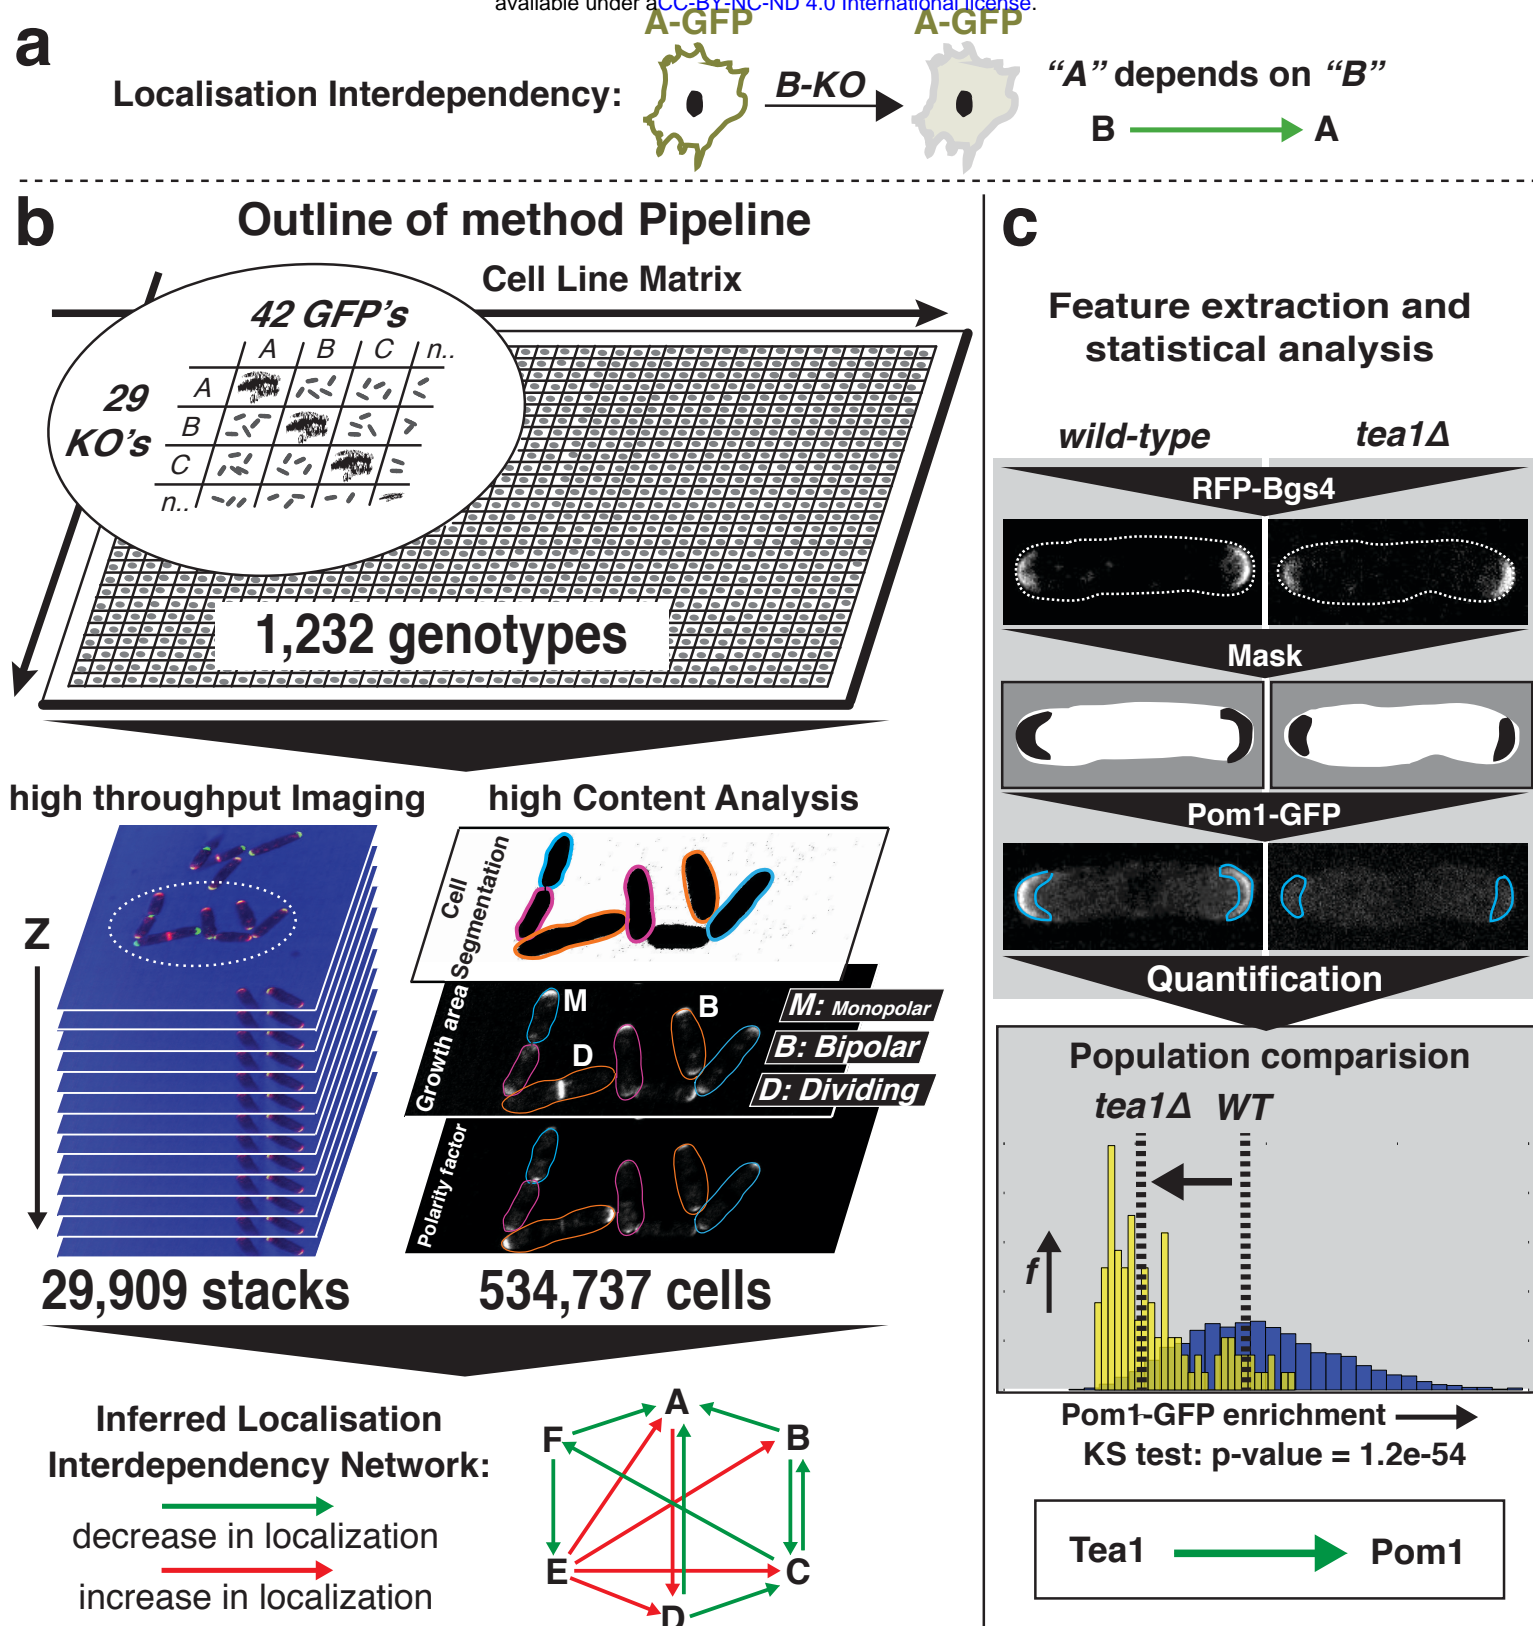 available under aCC-BY-NC-ND 4.0 International license.
a
A-GFP
A-GFP
Localisation Interdependency:
B-KO
“A” depends on “B”
B
A
b
Outline of method Pipeline
Cell Line Matrix
42 GFP's
A B C n..
29
KO's
A
B
C
n..
1,232 genotypes
high throughput Imaging
high Content Analysis
Z
Cell
Segmentation
Growth area
M
B
D
M: Monopolar
B: Bipolar
D: Dividing
Polarity factor
29,909 stacks
534,737 cells
Inferred Localisation
Interdependency Network:
decrease in localization
increase in localization
A
F
B
E
C
D
c
Feature extraction and
statistical analysis
wild-type
tea1Δ
RFP-Bgs4
Mask
Pom1-GFP
Quantification
Population comparision
tea1Δ WT
f
Pom1-GFP enrichment
KS test: p-value = 1.2e-54
Tea1
Pom1